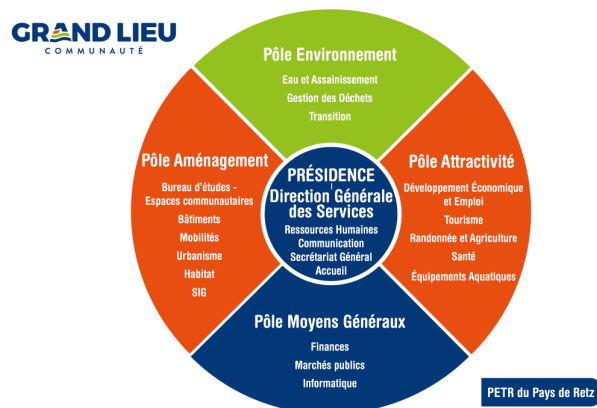 GRAND LIEU
COMMUNAUTÉ
Pôle Environnement
Eau et Assainissement
Gestion des Déchets
Transition
Pôle Aménagement
Bureau d'études -
Espaces communautaires
Bâtiments
Mobilités
Urbanisme
Habitat
SIG
PRÉSIDENCE
Direction Générale
des Services
Ressources Humaines
Communication
Secrétariat Général
Accueil
Pôle Attractivité
Développement Économique
et Emploi
Tourisme
Randonnée et Agriculture
Santé
Équipements Aquatiques
Pôle Moyens Généraux
Finances
Marchés publics
Informatique
PETR du Pays de Retz